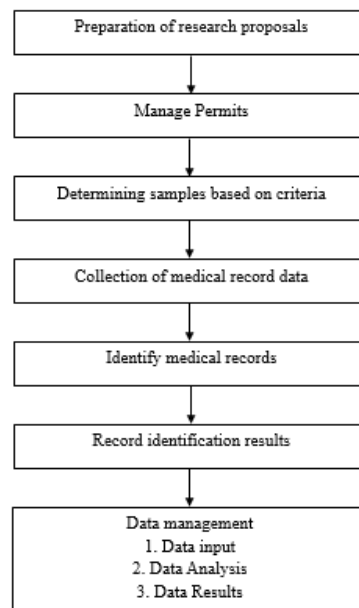 Preparation of research proposals
Manage Permits
Determining samples based on criteria
Collection of medical record data
Identify medical records
Record identification results
Data management
1. Data input
2. Data Analysis
3. Data Results